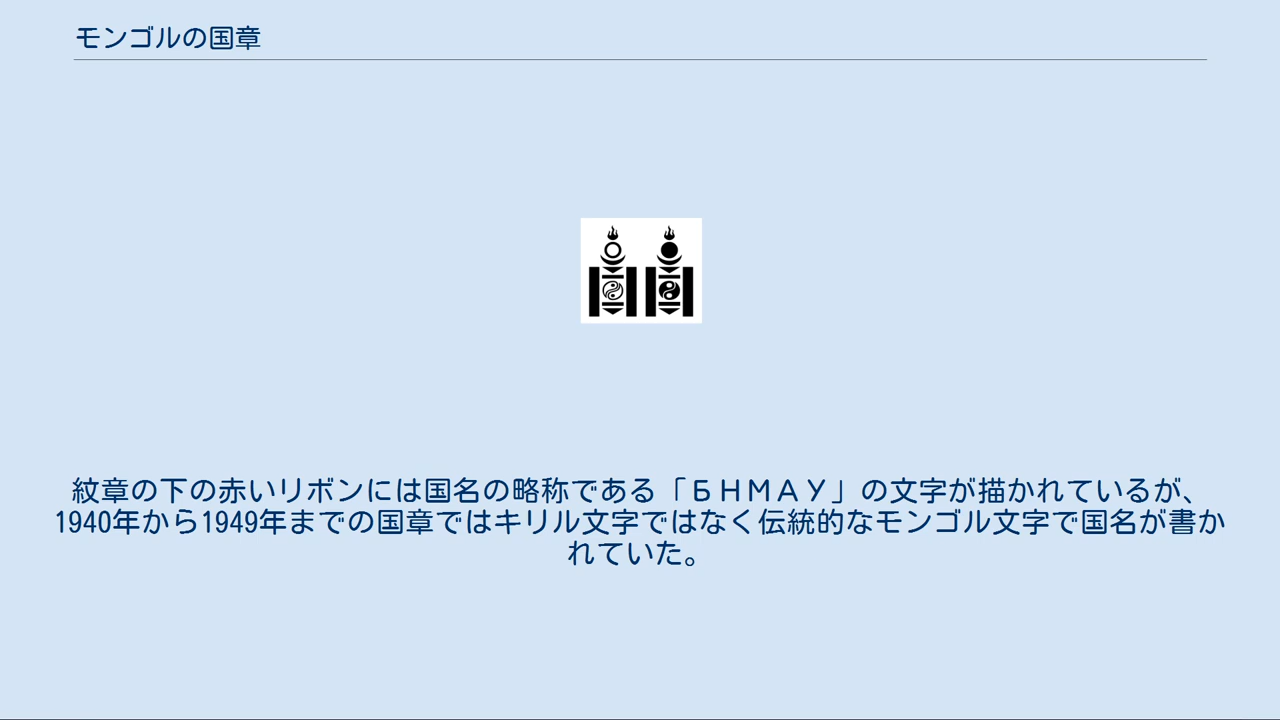 モンゴルの国章
紋章の下の赤いリボンには国名の略称である「БНМАУ」の文字が描かれているが、
1940年から1949年までの国章ではキリル文字ではなく伝統的なモンゴル文字で国名が書か
れていた。